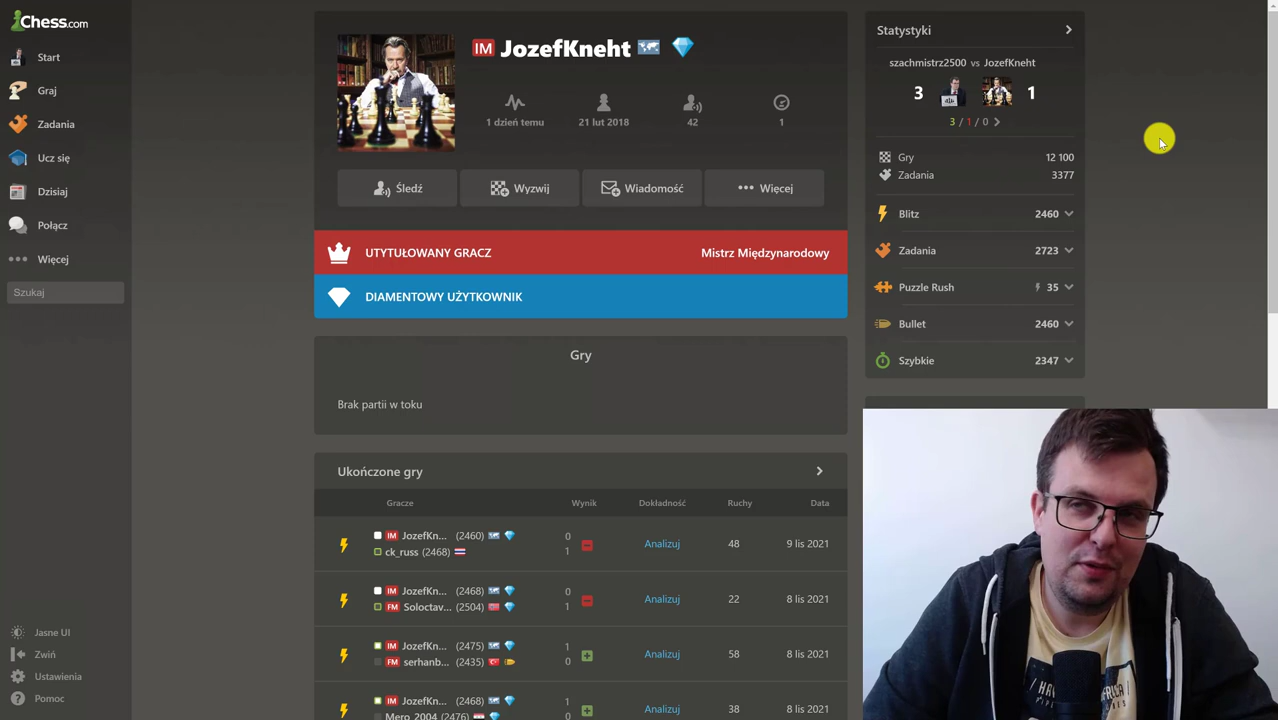 Chess.com
Start
Graj
Zadania
Ucz się
Dzisiaj
Połącz
Więcej
Szukaj
Jasne UI
Zwiń
Ustawienia
Pomoc
IM JozefKneht
1 dzień temu
21 lut 2018
42
1
Śledź
Wyzwij
Wiadomość
Więcej
UTYTUŁOWANY GRACZ Mistrz Międzynarodowy
DIAMENTOWY UŻYTKOWNIK
Gry
Brak partii w toku
Ukończone gry
Gracze Wynik Dokładność Ruchy Data
IM JozefKn... (2460) 0
ck_russ (2468) 1
Analizuj 48 9 lis 2021
IM JozefKn... (2468) 0
FM Soloctav... (2504) 1
Analizuj 22 8 lis 2021
IM JozefKn... (2475) 1
FM serhanb... (2435) 0
Analizuj 58 8 lis 2021
IM JozefKn... (2468) 1
Mero_2004 (2476) 0
Analizuj 38 8 lis 2021
Statystyki
szachmistrz2500 vs JozefKneht
3 1
3 / 1 / 0
Gry 12 100
Zadania 3377
Blitz 2460
Zadania 2723
Puzzle Rush 35
Bullet 2460
Szybkie 2347